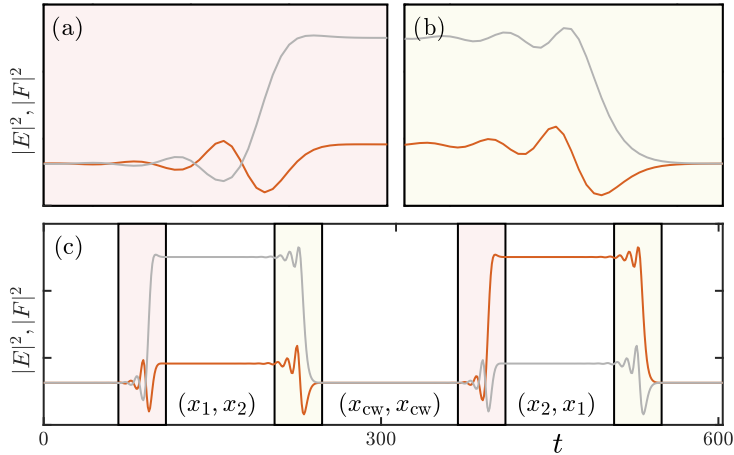 (a)
(b)
|E|², |F|²
(c)
|E|², |F|²
(x₁, x₂)
(x_cw, x_cw)
(x₂, x₁)
0
300
t
600